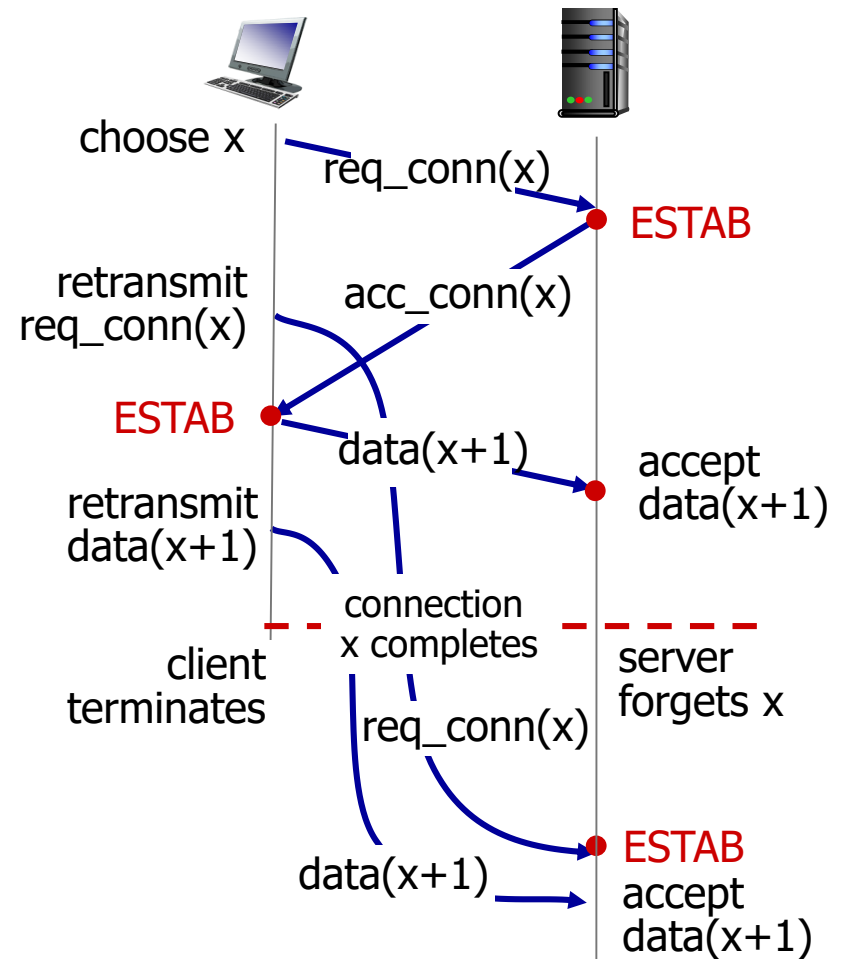 choose x
req_conn(x)
ESTAB
retransmit
req_conn(x)
acc_conn(x)
ESTAB
data(x+1)
accept
data(x+1)
retransmit
data(x+1)
connection
x completes
client
terminates
server
forgets x
req_conn(x)
ESTAB
data(x+1)
accept
data(x+1)